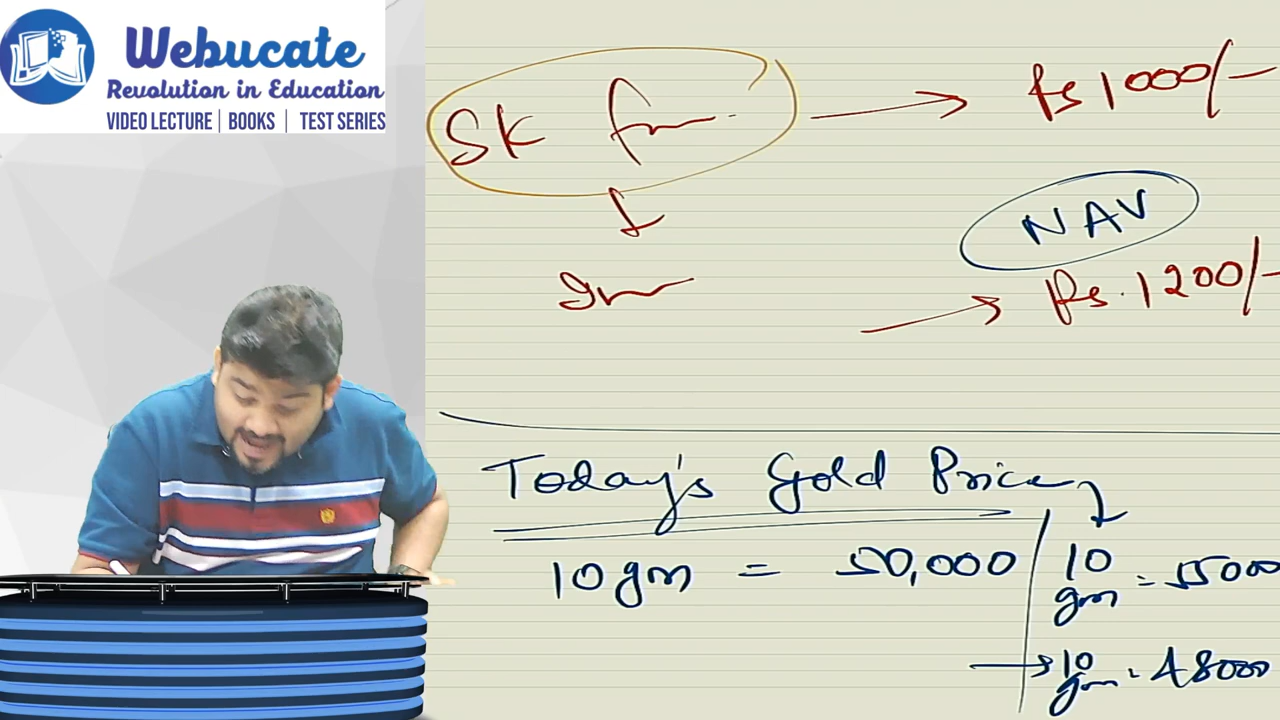 Webucate
Revolution in Education
VIDEO LECTURE | BOOKS | TEST SERIES
SK
Rs 1000/-
NAV
Rs. 1200/-
Today's Gold Price
10 gm = 50,000
10 gm = 55000
10 gm = 48000